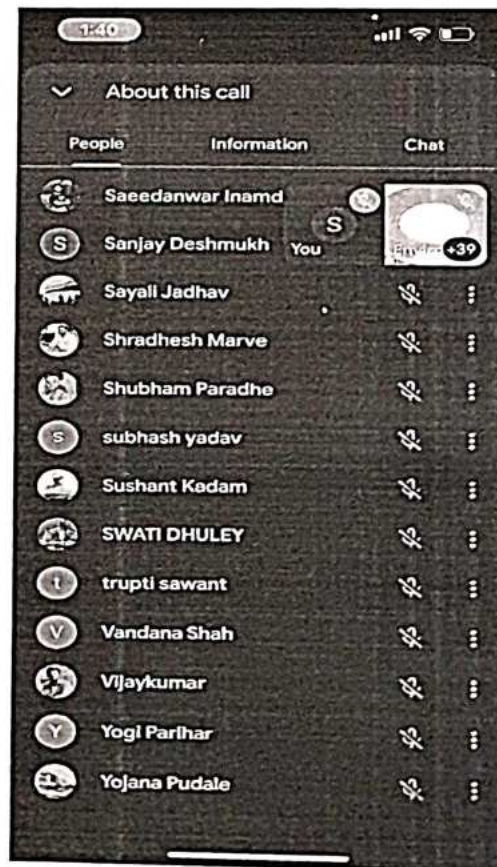 1:40
About this call
People Information Chat
Saeedanwar Inamd
S Sanjay Deshmukh S You +39
Sayali Jadhav
Shradhesh Marve
Shubham Paradhe
s subhash yadav
Sushant Kadam
SWATI DHULEY
t trupti sawant
V Vandana Shah
Vijaykumar
Y Yogi Parihar
Yojana Pudale